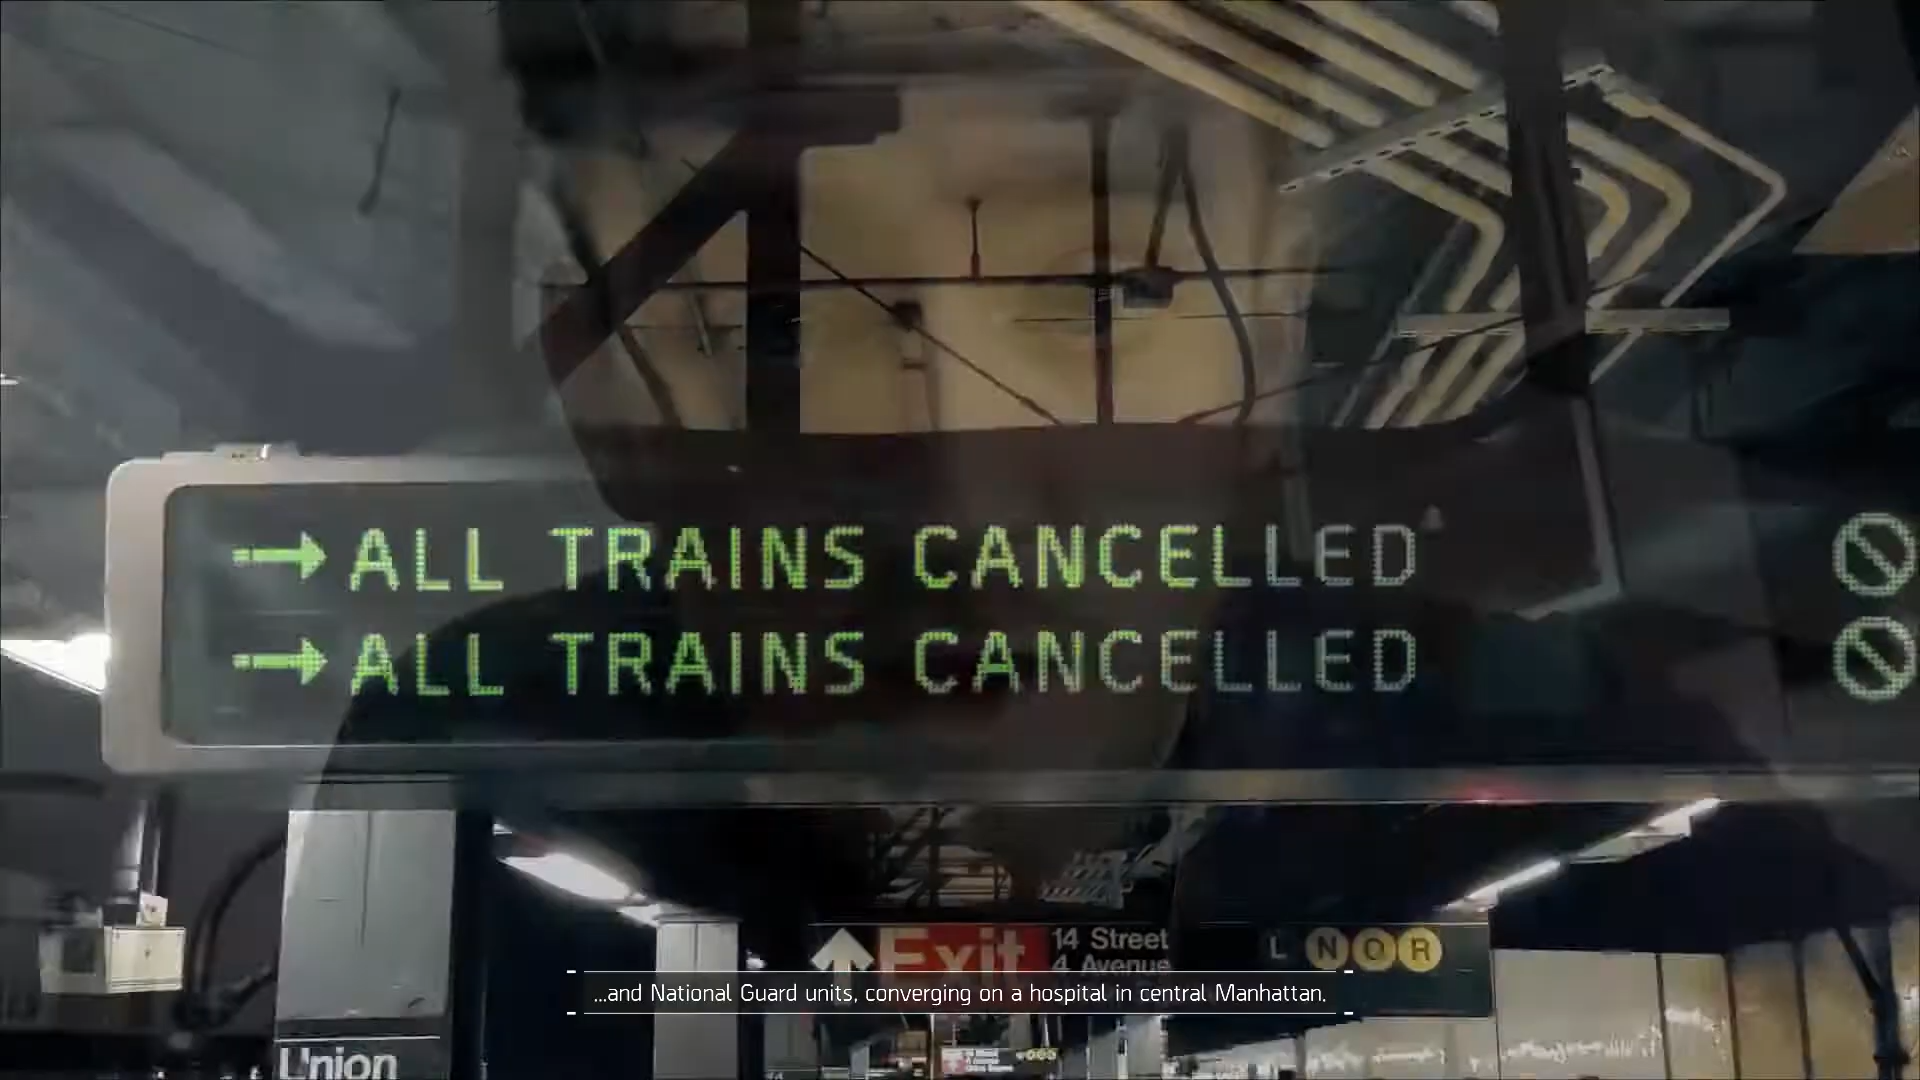 →ALL TRAINS CANCELLED
→ALL TRAINS CANCELLED
Exit
14 Street
4 Avenue
L N Q R
...and National Guard units, converging on a hospital in central Manhattan.
Union